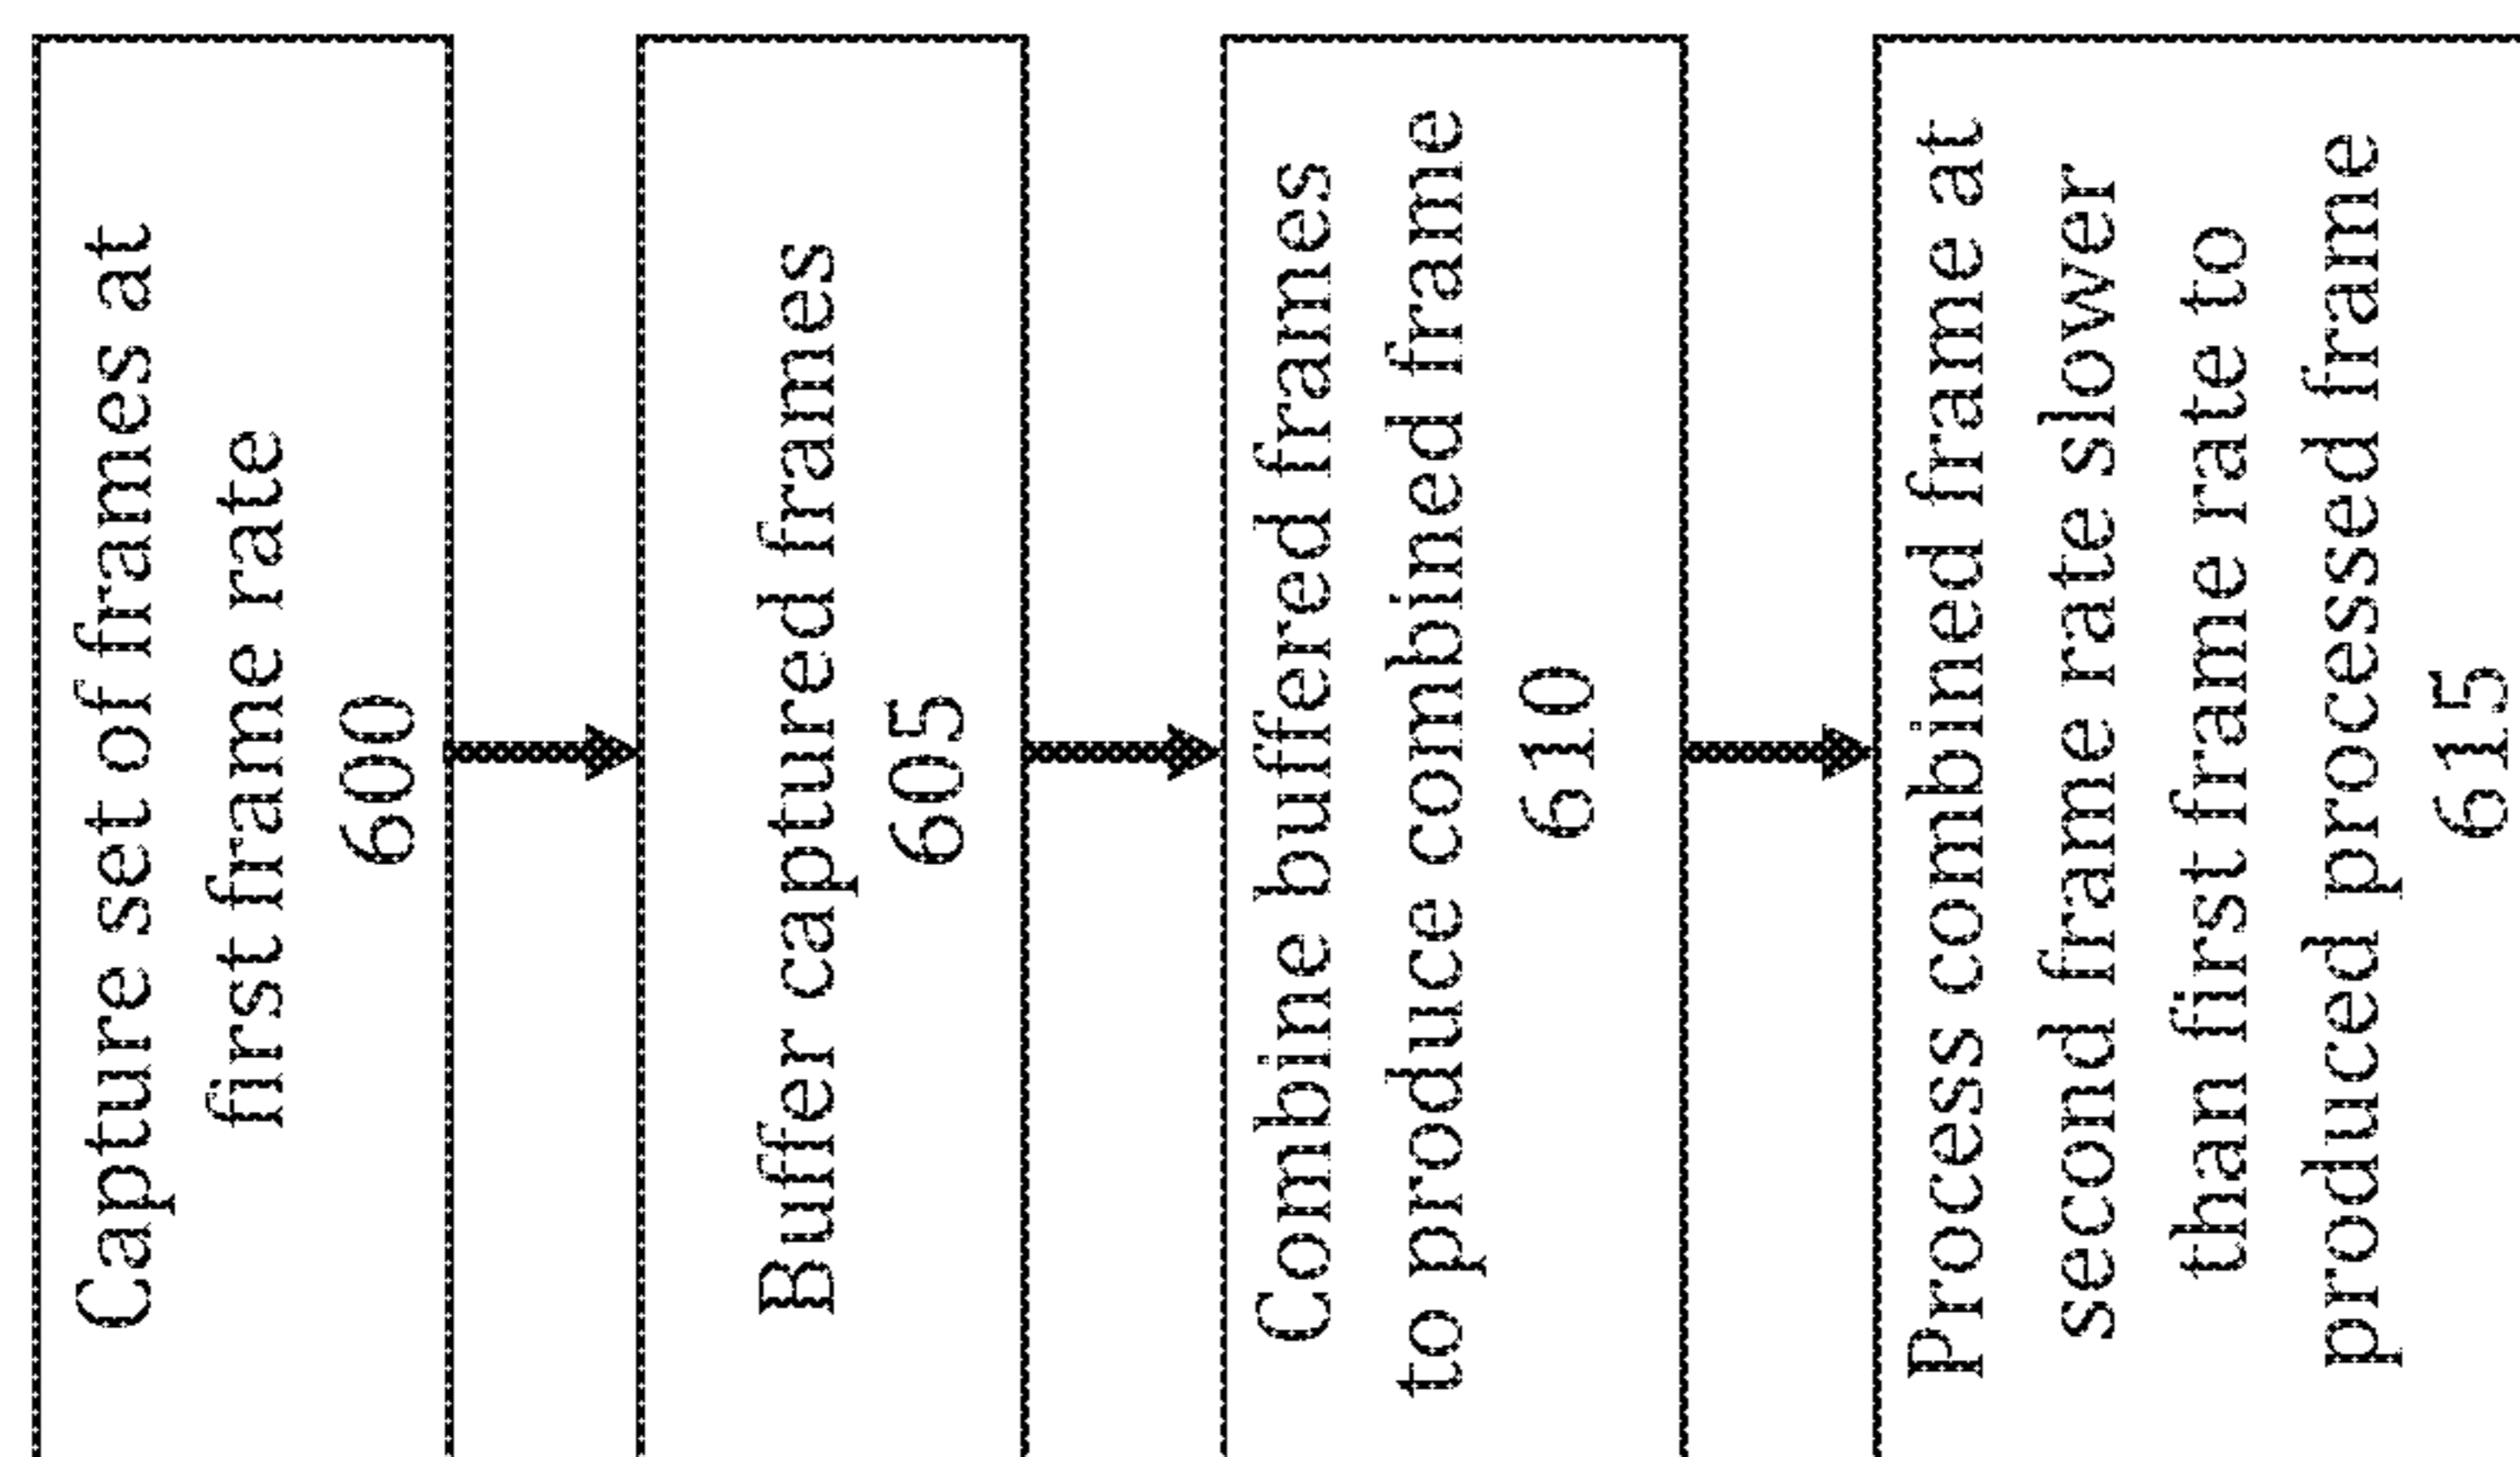 Capture set of frames at
first frame rate
600
Buffer captured frames
605
Combine buffered frames
to produce combined frame
610
Process combined frame at
second frame rate slower
than first frame rate to
produced processed frame
615